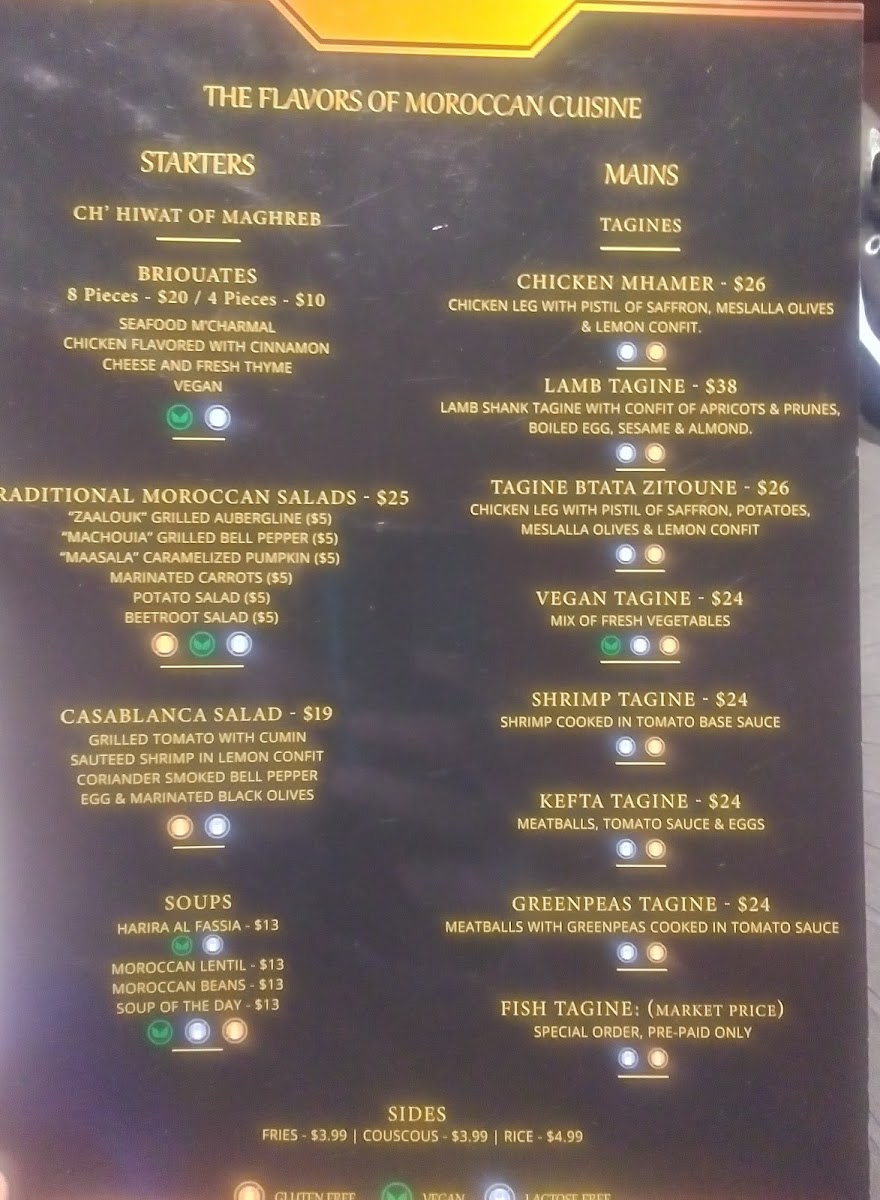 THE FLAVORS OF MOROCCAN CUISINE
STARTERS
CH' HIWAT OF MAGHREB
BRIOUATES
8 Pieces - $20 / 4 Pieces - $10
SEAFOOD M'CHARMAL
CHICKEN FLAVORED WITH CINNAMON
CHEESE AND FRESH THYME
VEGAN
RADITIONAL MOROCCAN SALADS - $25
"ZAALOUK" GRILLED AUBERGLINE ($5)
"MACHOUIA" GRILLED BELL PEPPER ($5)
"MAASALA" CARAMELIZED PUMPKIN ($5)
MARINATED CARROTS ($5)
POTATO SALAD ($5)
BEETROOT SALAD ($5)
CASABLANCA SALAD - $19
GRILLED TOMATO WITH CUMIN
SAUTEED SHRIMP IN LEMON CONFIT
CORIANDER SMOKED BELL PEPPER
EGG & MARINATED BLACK OLIVES
SOUPS
HARIRA AL FASSIA - $13
MOROCCAN LENTIL - $13
MOROCCAN BEANS - $13
SOUP OF THE DAY - $13
MAINS
TAGINES
CHICKEN MHAMER - $26
CHICKEN LEG WITH PISTIL OF SAFFRON, MESLALLA OLIVES
& LEMON CONFIT.
LAMB TAGINE - $38
LAMB SHANK TAGINE WITH CONFIT OF APRICOTS & PRUNES,
BOILED EGG, SESAME & ALMOND.
TAGINE BTATA ZITOUNE - $26
CHICKEN LEG WITH PISTIL OF SAFFRON, POTATOES,
MESLALLA OLIVES & LEMON CONFIT
VEGAN TAGINE - $24
MIX OF FRESH VEGETABLES
SHRIMP TAGINE - $24
SHRIMP COOKED IN TOMATO BASE SAUCE
KEFTA TAGINE - $24
MEATBALLS, TOMATO SAUCE & EGGS
GREENPEAS TAGINE - $24
MEATBALLS WITH GREENPEAS COOKED IN TOMATO SAUCE
FISH TAGINE: (MARKET PRICE)
SPECIAL ORDER, PRE-PAID ONLY
SIDES
FRIES - $3.99 | COUSCOUS - $3.99 | RICE - $4.99
GLUTEN FREE VEGAN LACTOSE FREE